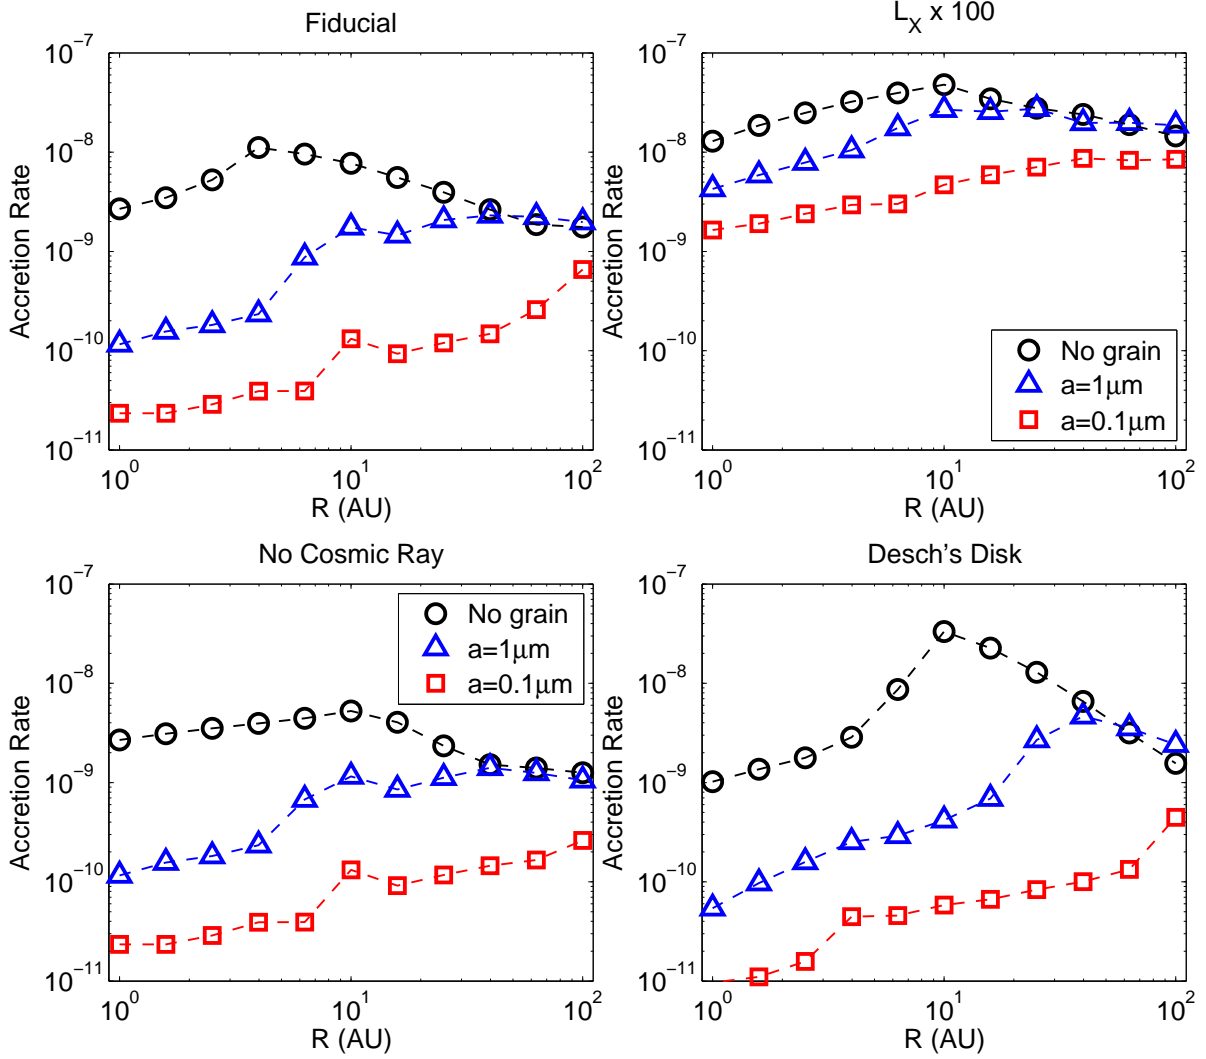 Fiducial
10^-7
10^-8
10^-9
10^-10
10^-11
Accretion Rate
10^0
10^1
10^2
R (AU)
L_X x 100
10^-7
10^-8
10^-9
10^-10
10^-11
Accretion Rate
No grain
a=1μm
a=0.1μm
10^0
10^1
10^2
R (AU)
No Cosmic Ray
10^-7
10^-8
10^-9
10^-10
10^-11
Accretion Rate
No grain
a=1μm
a=0.1μm
10^0
10^1
10^2
R (AU)
Desch's Disk
10^-7
10^-8
10^-9
10^-10
10^-11
Accretion Rate
10^0
10^1
10^2
R (AU)